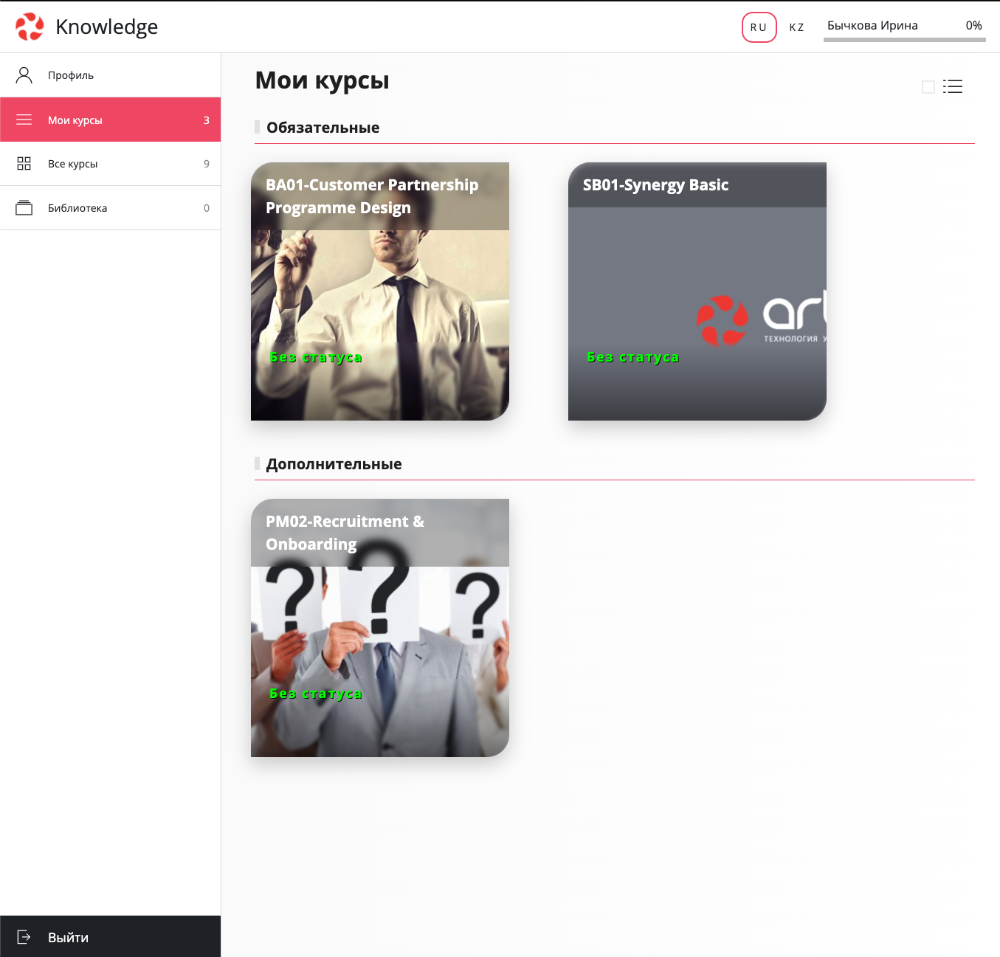 Knowledge
RU
KZ
Бычкова Ирина
0%
Профиль
Мои курсы
3
Все курсы
9
Библиотека
0
Выйти
Мои курсы
Обязательные
BA01-Customer Partnership
Programme Design
Без статуса
SB01-Synergy Basic
ТЕХНОЛОГИЯ
Без статуса
Дополнительные
PM02-Recruitment &
Onboarding
? ? ?
Без статуса